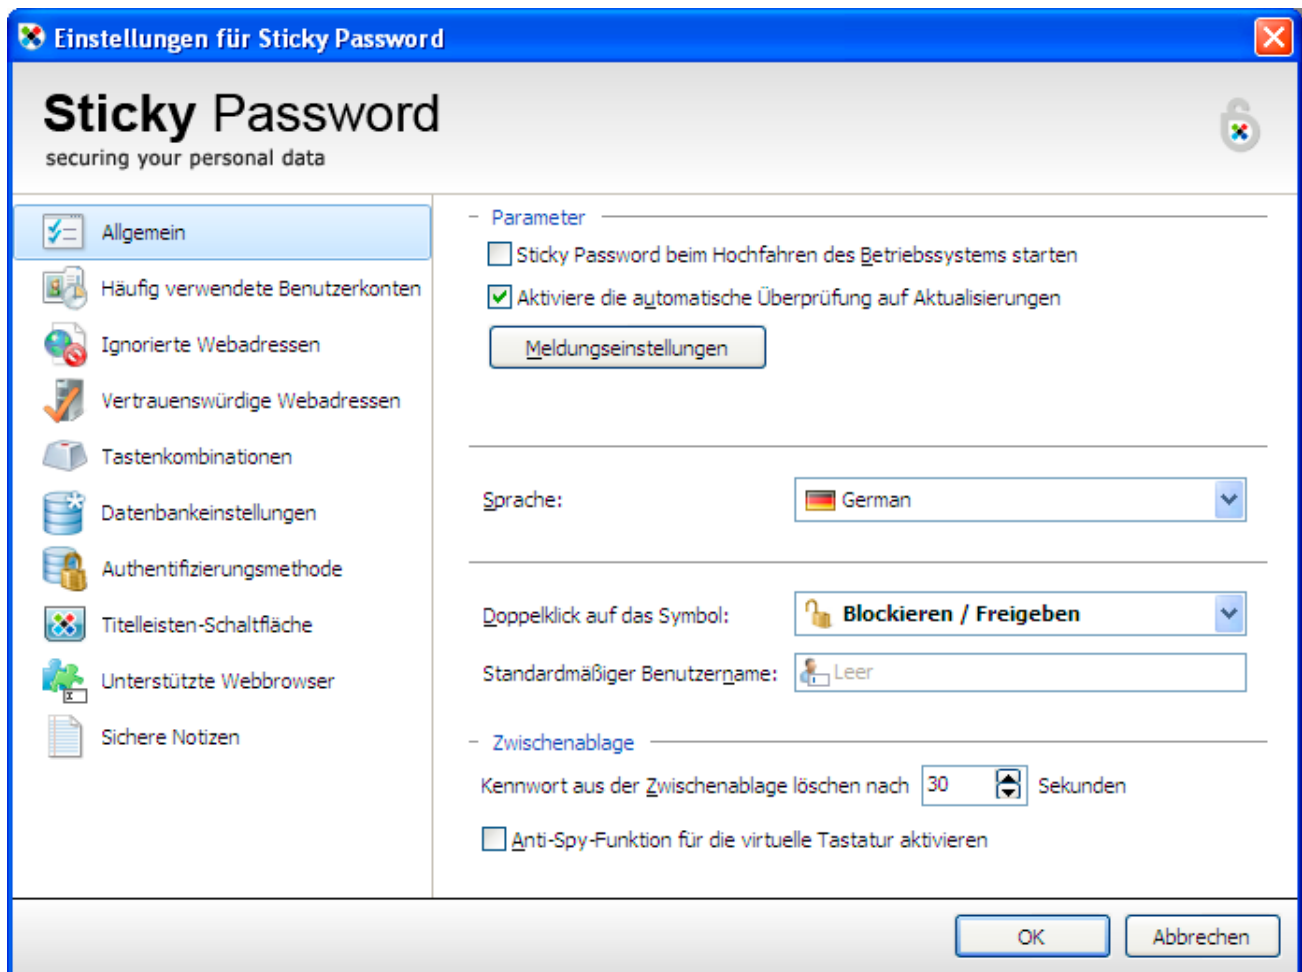 Einstellungen für Sticky Password
Sticky Password
securing your personal data
Allgemein
Häufig verwendete Benutzerkonten
Ignorierte Webadressen
Vertrauenswürdige Webadressen
Tastenkombinationen
Datenbankeinstellungen
Authentifizierungsmethode
Titelleisten-Schaltfläche
Unterstützte Webbrowser
Sichere Notizen
Parameter
Sticky Password beim Hochfahren des Betriebssystems starten
Aktiviere die automatische Überprüfung auf Aktualisierungen
Meldungseinstellungen
Sprache: German
Doppelklick auf das Symbol: Blockieren / Freigeben
Standardmäßiger Benutzername: Leer
Zwischenablage
Kennwort aus der Zwischenablage löschen nach 30 Sekunden
Anti-Spy-Funktion für die virtuelle Tastatur aktivieren
OK Abbrechen